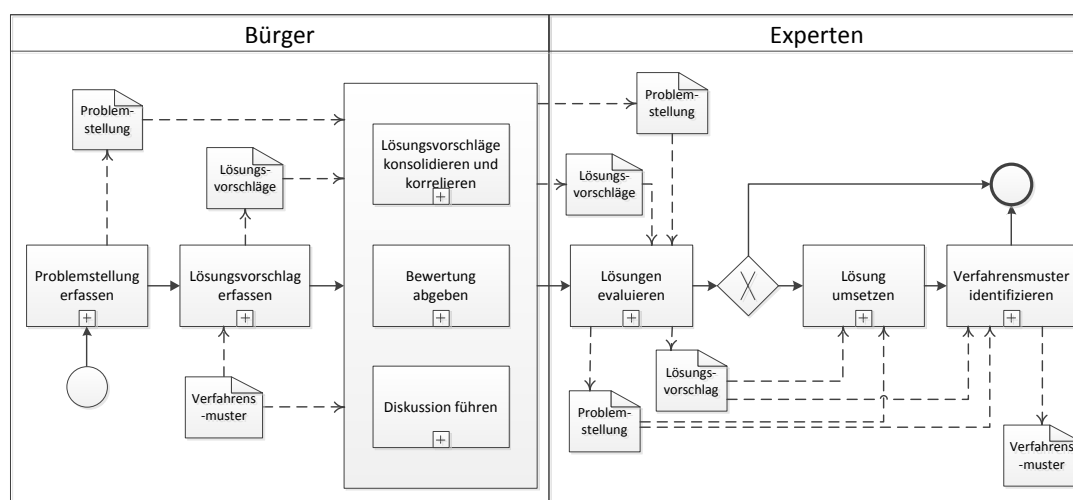 Bürger
Experten
Problem-
stellung
Lösungs-
vorschläge
Problemstellung
erfassen
Lösungsvorschlag
erfassen
Verfahrens
-muster
Lösungsvorschläge
konsolidieren und
korrelieren
Bewertung
abgeben
Diskussion führen
Problem-
stellung
Lösungs-
vorschläge
Lösungen
evaluieren
Lösung
umsetzen
Verfahrensmuster
identifizieren
Lösungs-
vorschlag
Problem-
stellung
Verfahrens
-muster